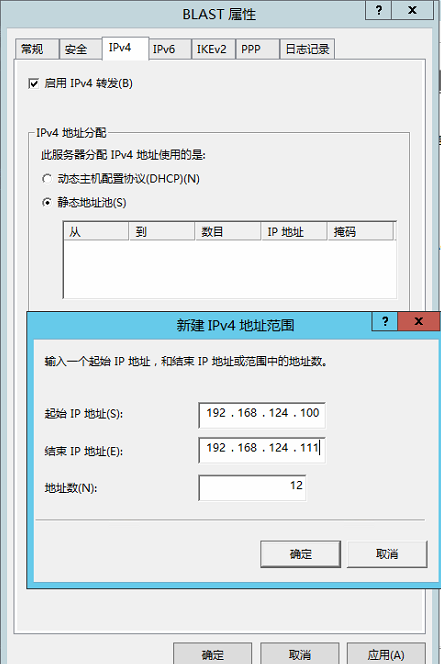 BLAST 属性
常规 安全 IPv4 IPv6 IKEv2 PPP 日志记录
启用 IPv4 转发(B)
IPv4 地址分配
此服务器分配 IPv4 地址使用的是:
动态主机配置协议(DHCP)(N)
静态地址池(S)
从 到 数目 IP 地址 掩码
新建 IPv4 地址范围
输入一个起始 IP 地址，和结束 IP 地址或范围中的地址数。
起始 IP 地址(S): 192 . 168 . 124 . 100
结束 IP 地址(E): 192 . 168 . 124 . 111
地址数(N): 12
确定 取消
确定 取消 应用(A)